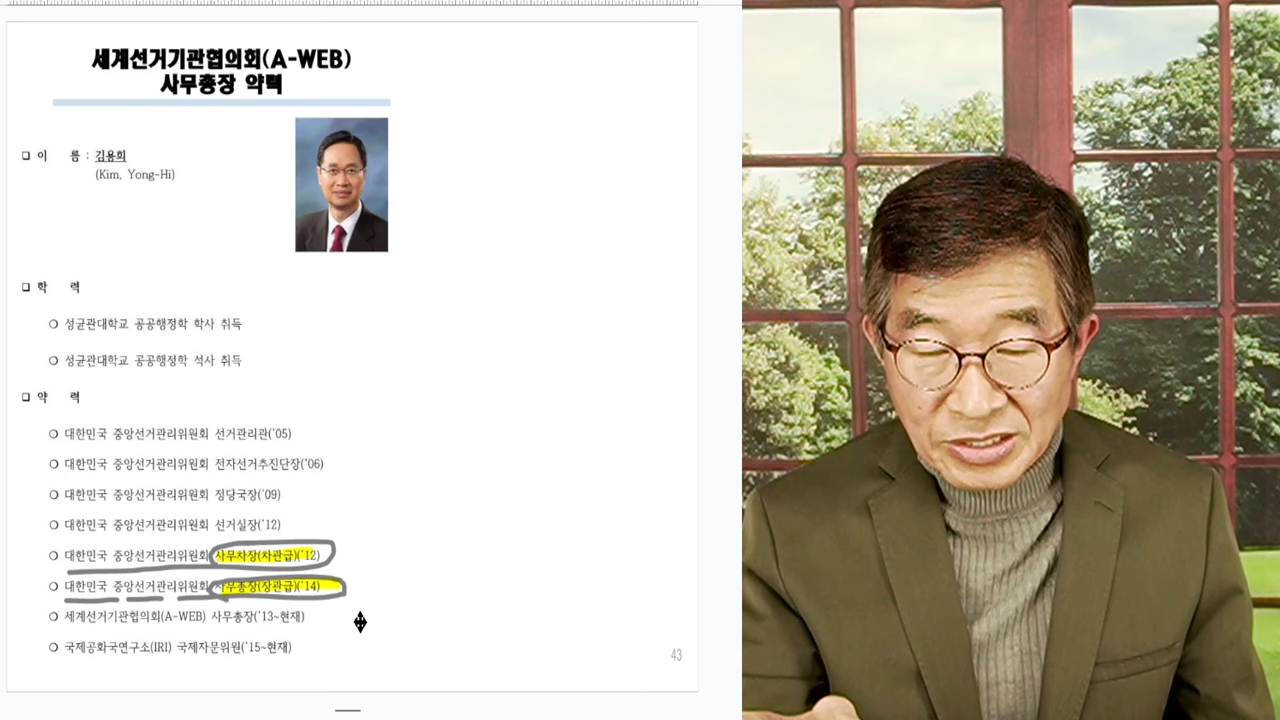 세계선거기관협의회(A-WEB)
사무총장 약력
❑ 이 름 : 김용희
(Kim, Yong-Hi)
❑ 학 력
❍ 성균관대학교 공공행정학 학사 취득
❍ 성균관대학교 공공행정학 석사 취득
❑ 약 력
❍ 대한민국 중앙선거관리위원회 선거관리관('05)
❍ 대한민국 중앙선거관리위원회 전자선거추진단장('06)
❍ 대한민국 중앙선거관리위원회 정당국장('09)
❍ 대한민국 중앙선거관리위원회 선거실장('12)
❍ 대한민국 중앙선거관리위원회 사무차장(차관급)('12)
❍ 대한민국 중앙선거관리위원회 사무총장(장관급)('14)
❍ 세계선거기관협의회(A-WEB) 사무총장('13~현재)
❍ 국제공화국연구소(IRI) 국제자문위원('15~현재)
43